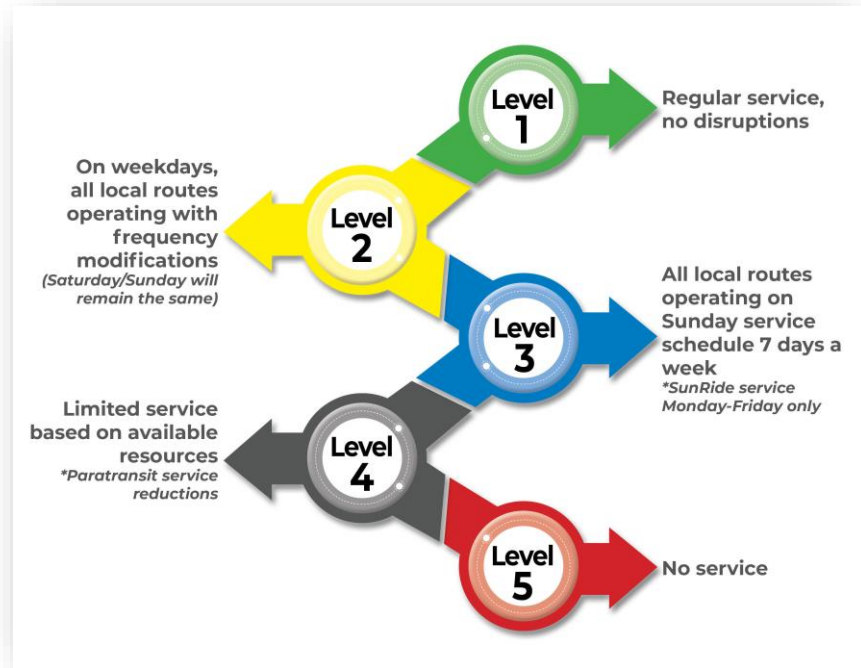 Level
1
Regular service,
no disruptions
On weekdays,
all local routes
operating with
frequency
modifications
(Saturday/Sunday will
remain the same)
Level
2
Level
3
All local routes
operating on
Sunday service
schedule 7 days a
week
*SunRide service
Monday-Friday only
Limited service
based on available
resources
*Paratransit service
reductions
Level
4
Level
5
No service